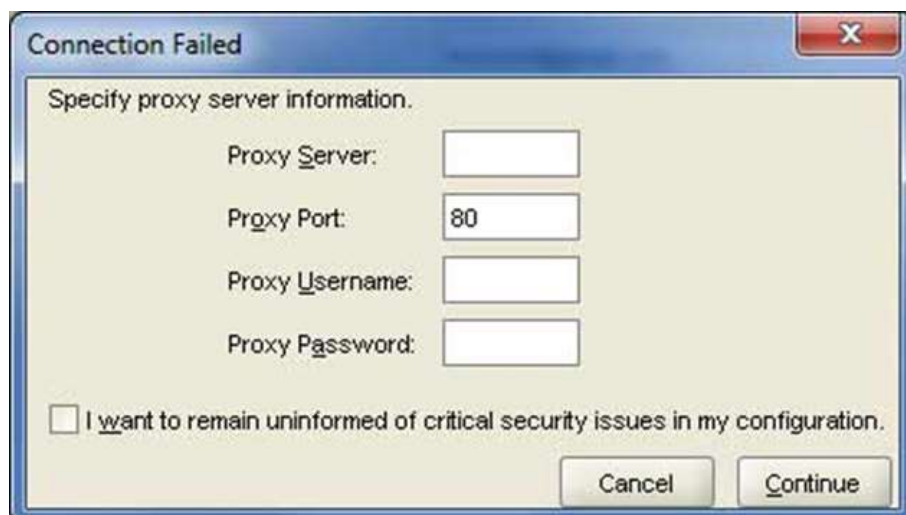 Connection Failed
Specify proxy server information.
Proxy Server:
Proxy Port: 80
Proxy Username:
Proxy Password:
I want to remain uninformed of critical security issues in my configuration.
Cancel Continue